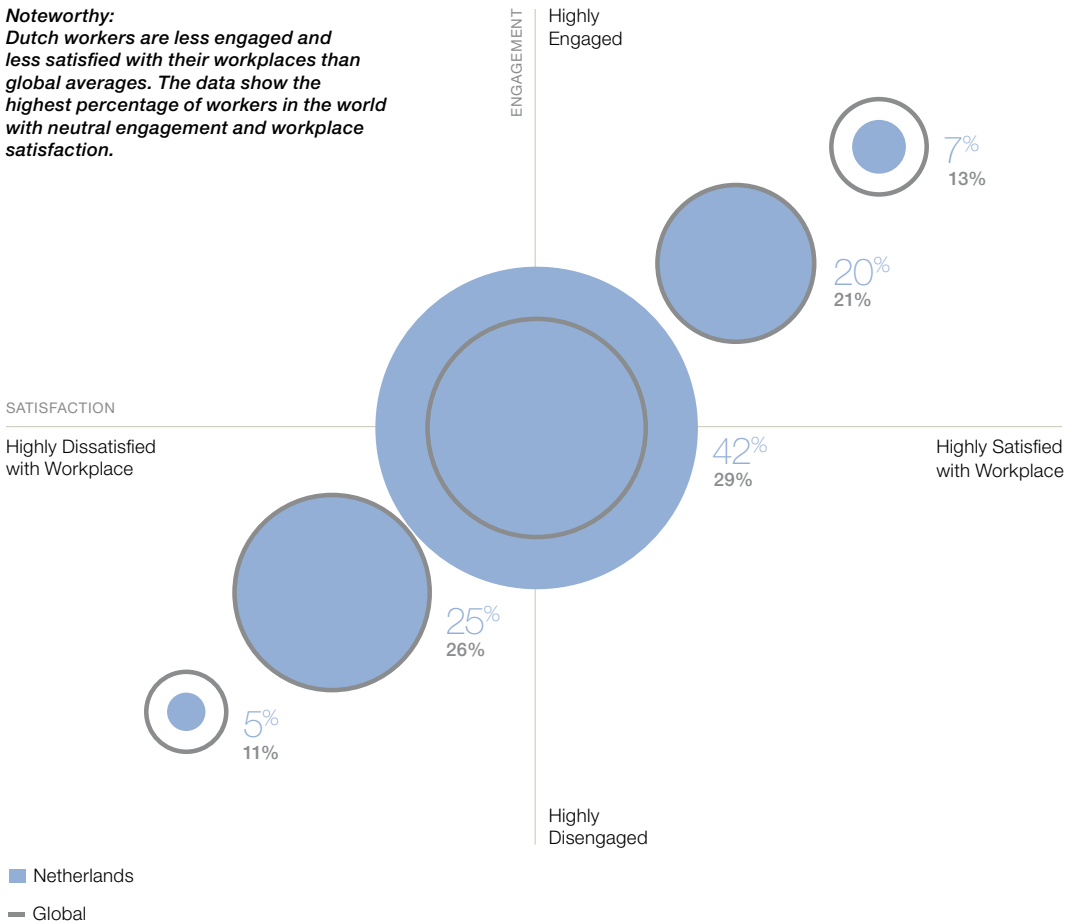 Noteworthy:
Dutch workers are less engaged and
less satisfied with their workplaces than
global averages. The data show the
highest percentage of workers in the world
with neutral engagement and workplace
satisfaction.
ENGAGEMENT
Highly
Engaged
7%
13%
20%
21%
SATISFACTION
Highly Dissatisfied
with Workplace
42%
29%
Highly Satisfied
with Workplace
25%
26%
5%
11%
Highly
Disengaged
Netherlands
Global